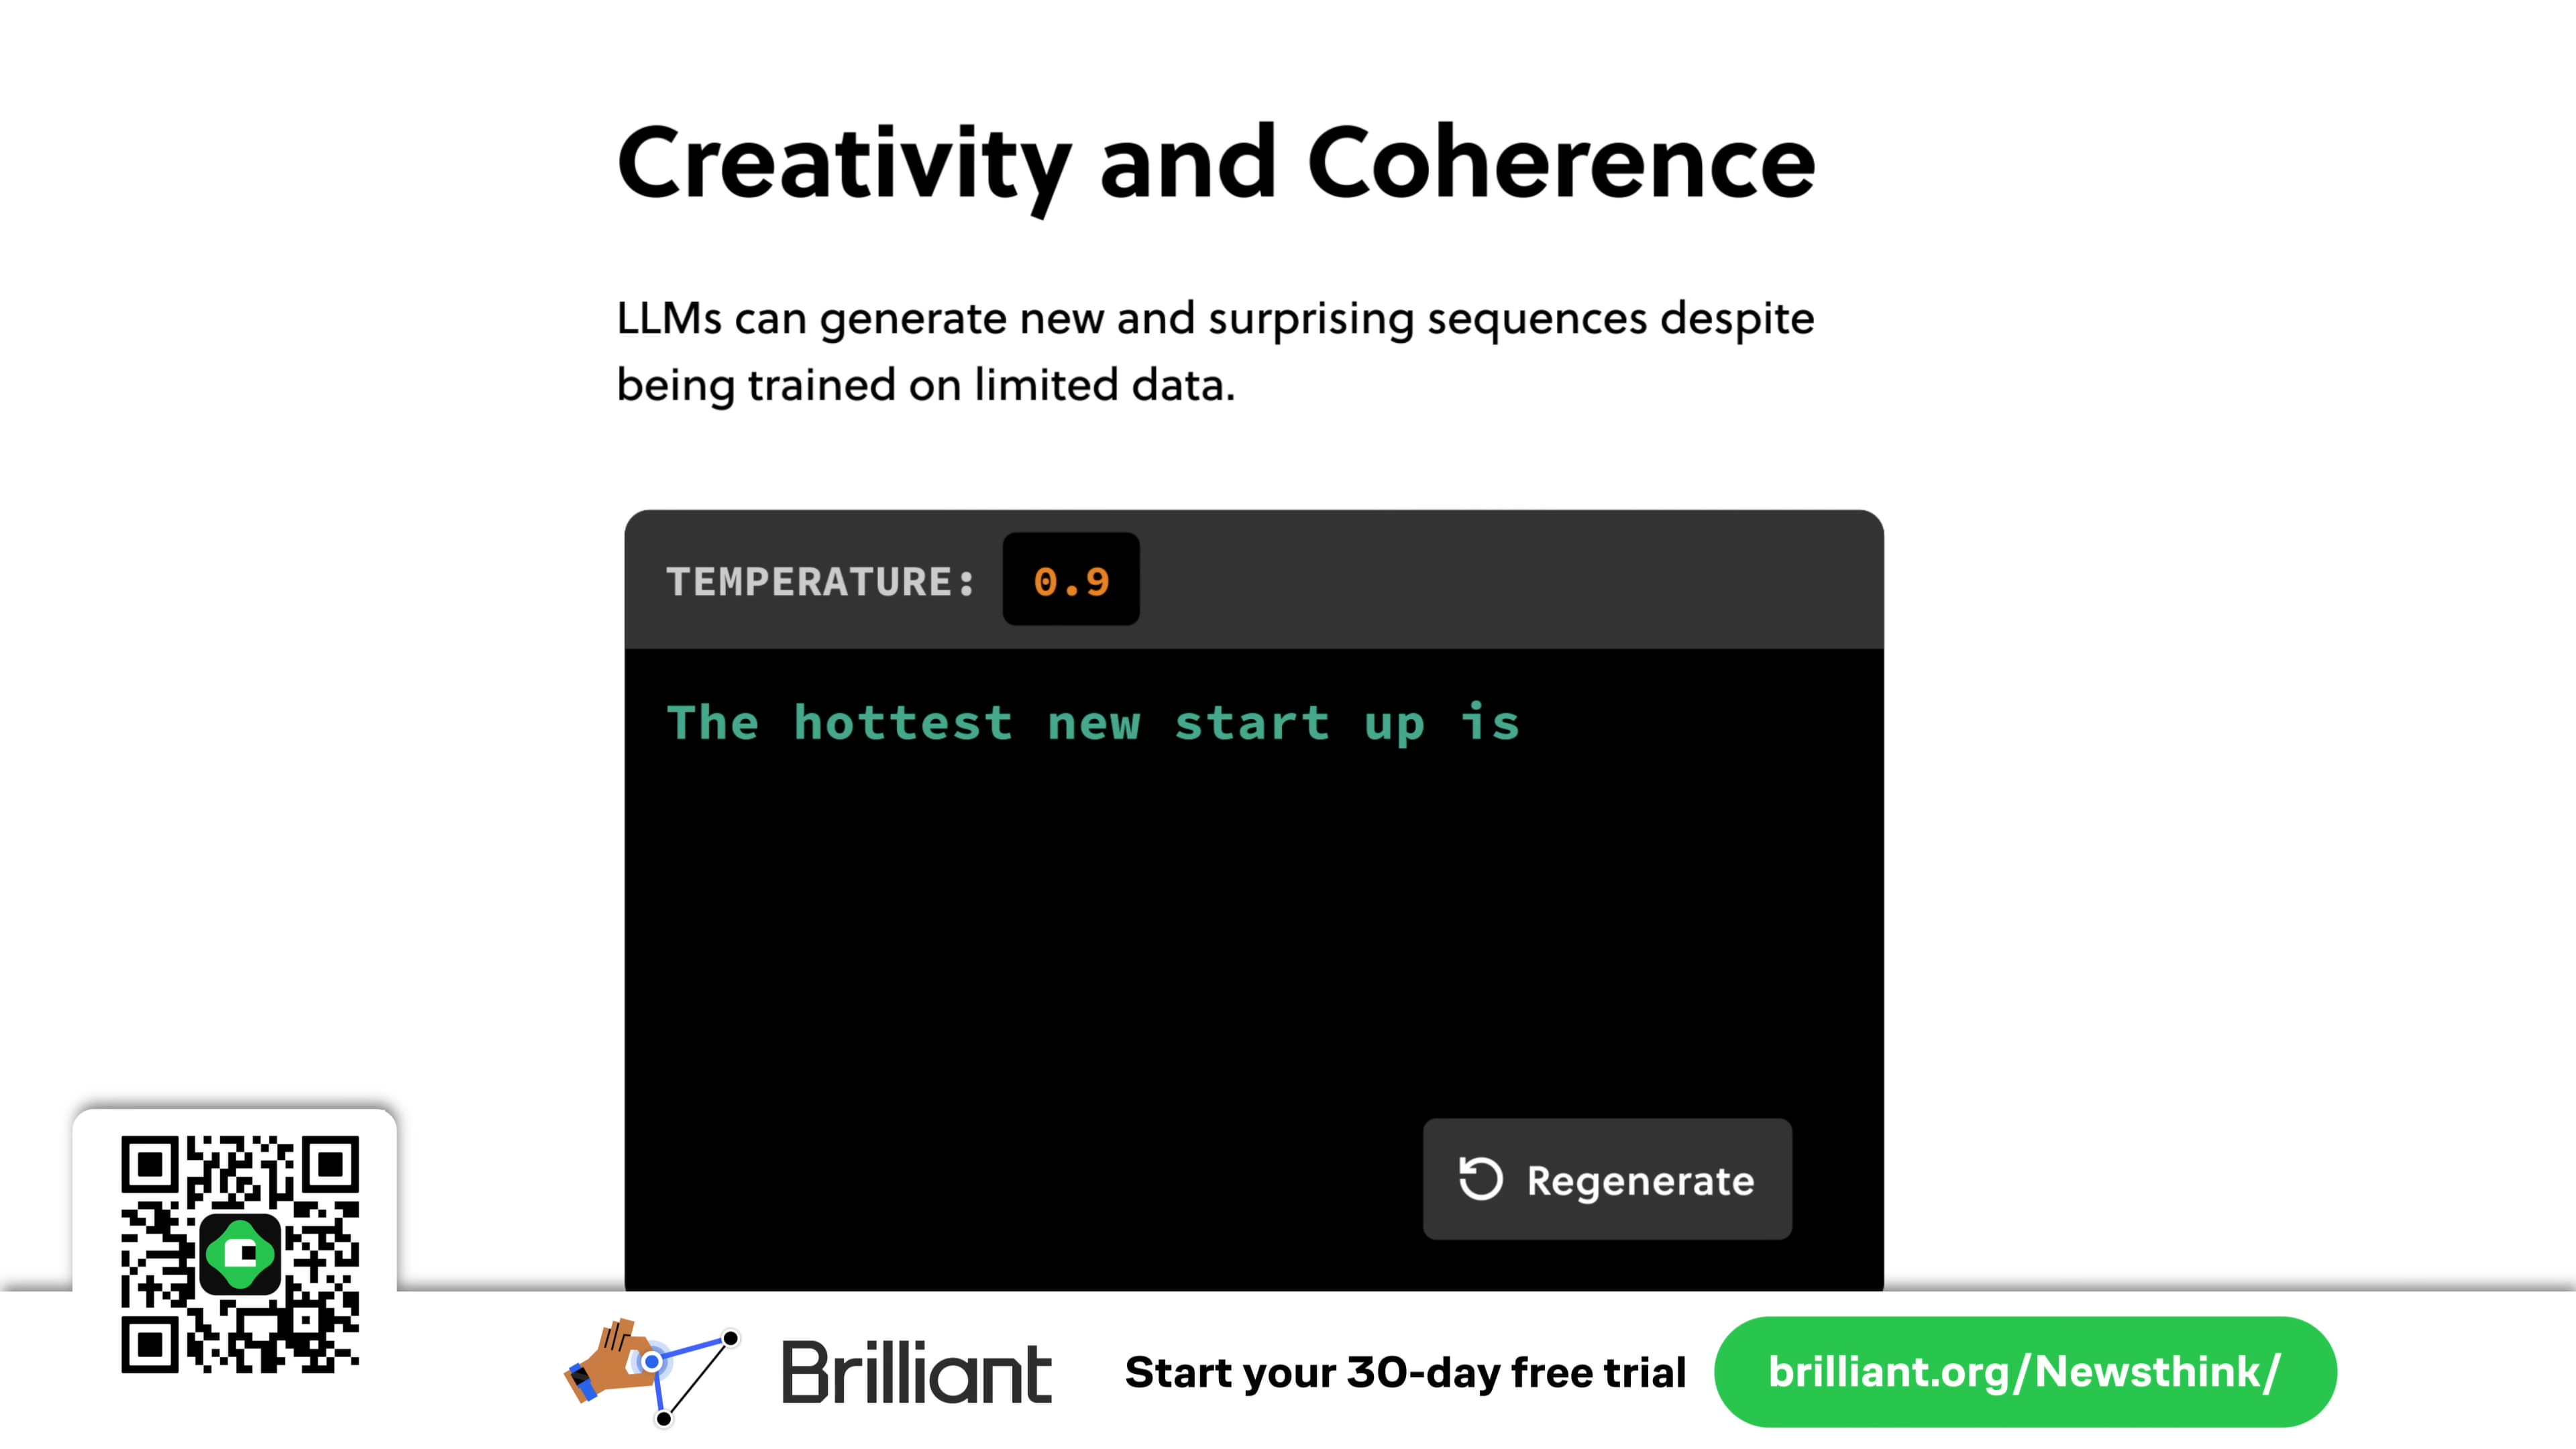 Creativity and Coherence
LLMs can generate new and surprising sequences despite
being trained on limited data.
TEMPERATURE: 0.9
The hottest new start up is
Regenerate
Brilliant
Start your 30-day free trial
brilliant.org/Newsthink/